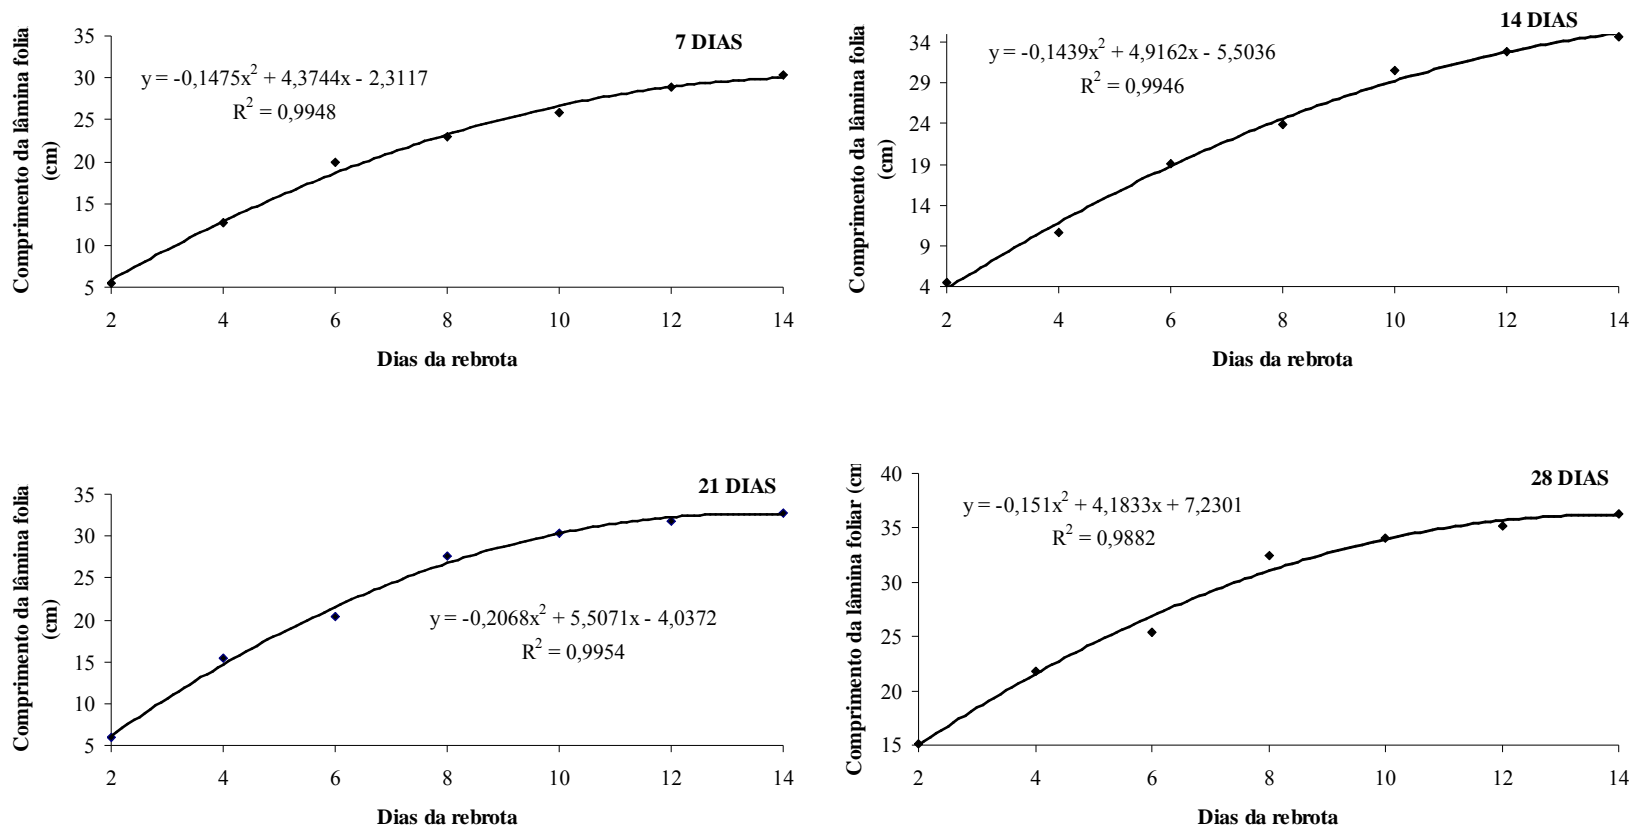 7 DIAS
y = -0,1475x² + 4,3744x - 2,3117
R² = 0,9948
Comprimento da lâmina folia
(cm)
35
30
25
20
15
10
5
2 4 6 8 10 12 14
Dias da rebrota
14 DIAS
y = -0,1439x² + 4,9162x - 5,5036
R² = 0,9946
Comprimento da lâmina folia
(cm)
34
29
24
19
14
9
4
2 4 6 8 10 12 14
Dias da rebrota
21 DIAS
y = -0,2068x² + 5,5071x - 4,0372
R² = 0,9954
Comprimento da lâmina folia
(cm)
35
30
25
20
15
10
5
2 4 6 8 10 12 14
Dias da rebrota
28 DIAS
y = -0,151x² + 4,1833x + 7,2301
R² = 0,9882
Comprimento da lâmina foliar (cm
40
35
30
25
20
15
2 4 6 8 10 12 14
Dias da rebrota